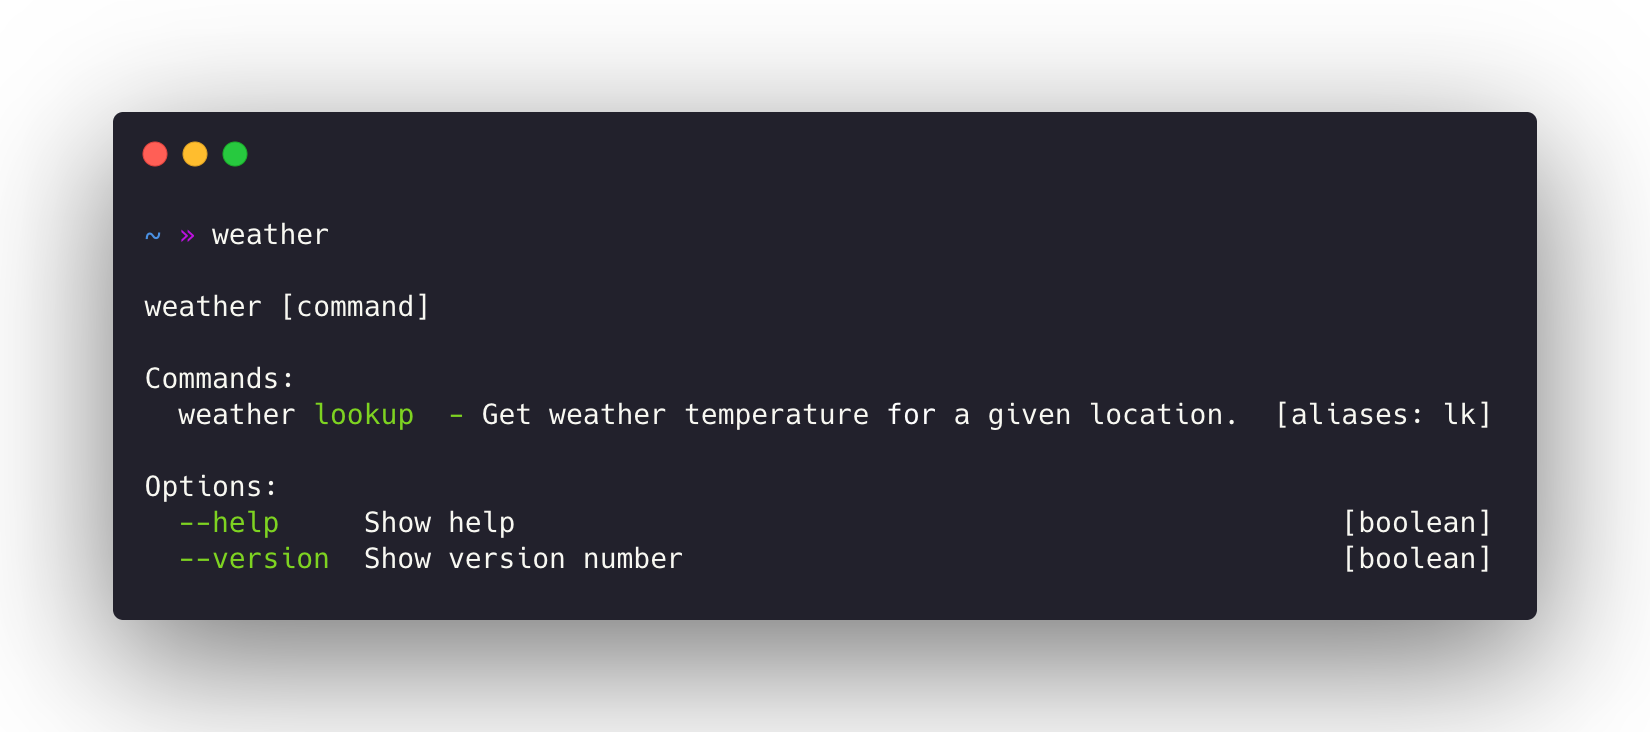 ~ » weather
weather [command]
Commands:
weather lookup - Get weather temperature for a given location. [aliases: lk]
Options:
--help Show help [boolean]
--version Show version number [boolean]